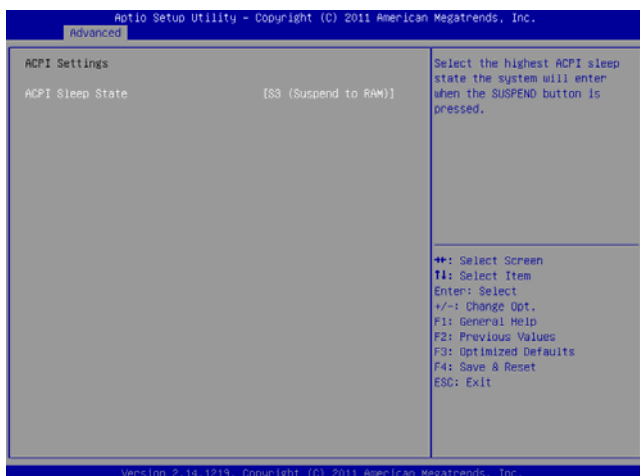 Aptio Setup Utility – Copyright (C) 2011 American Megatrends, Inc.
Advanced
ACPI Settings
ACPI Sleep State [S3 (Suspend to RAM)]
Select the highest ACPI sleep
state the system will enter
when the SUSPEND button is
pressed.
→←: Select Screen
↑↓: Select Item
Enter: Select
+/-: Change Opt.
F1: General Help
F2: Previous Values
F3: Optimized Defaults
F4: Save & Reset
ESC: Exit
Version 2.14.1219. Copyright (C) 2011 American Megatrends, Inc.